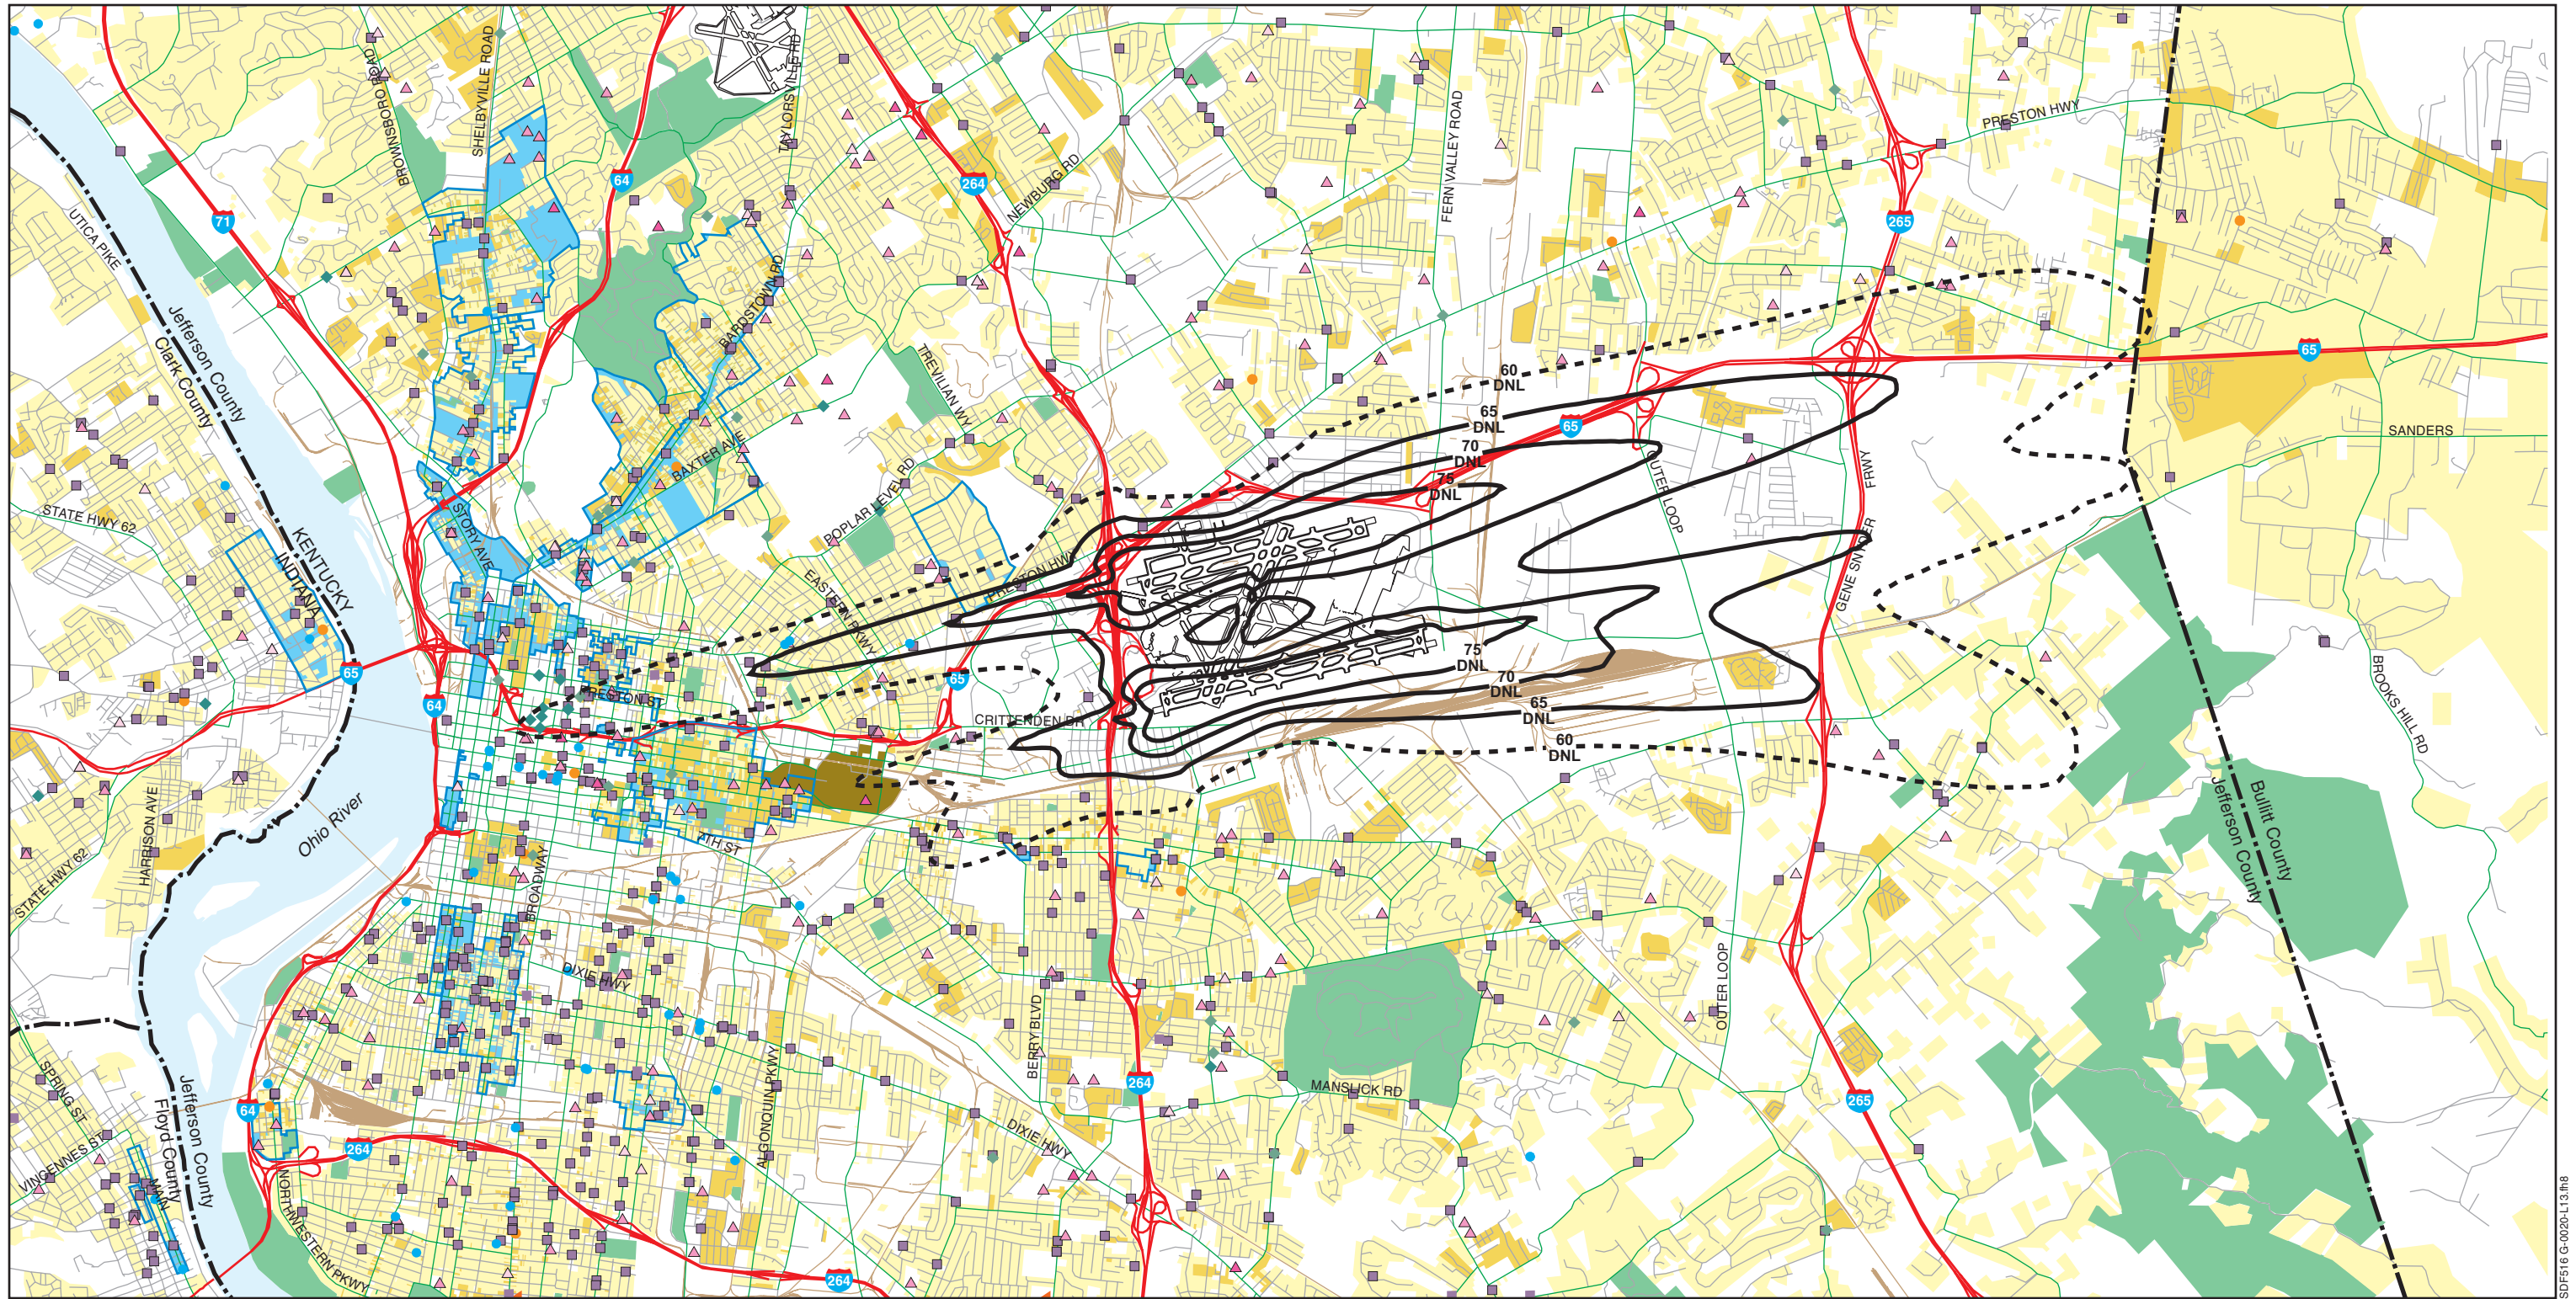 BROWNSBORO ROAD
SHELBYVILLE ROAD
TAYLORSVILLE RD
64
71
264
NEWBURG RD
FERN VALLEY ROAD
PRESTON HWY
265
UTICA PIKE
Jefferson County
Clark County
BARDSTOWN RD
TREVILIAN WY
BAXTER AVE
60
DNL
65
DNL
65
70
DNL
75
DNL
65
SANDERS
STATE HWY 62
KENTUCKY
INDIANA
STORY AVE
POPLAR LEVEL RD
EASTERN PKWY
PRESTON HWY
OUTER LOOP
GENE SNYDER
FRWY
65
64
PRESTON ST
65
CRITTENDEN DR
75
DNL
70
DNL
65
DNL
60
DNL
BROOKS HILL RD
Bullitt County
Jefferson County
HARRISON AVE
STATE HWY 62
Ohio River
BROADWAY
4TH ST
DIXIE HWY
BERRY BLVD
264
MANSLICK RD
OUTER LOOP
265
SPRING ST
VINCENNES ST
MAIN
Floyd County
Jefferson County
64
264
NORTHWESTERN PKWY
ALGONQUIN PKWY
DIXIE HWY
264
SDF516 G-0020-L13.fh8